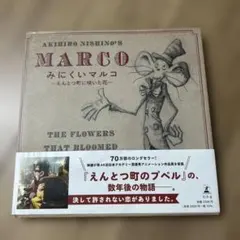 AKIHIRO NISHINO'S
MARCO
みにくいマルコ
～えんとつ町に咲いた花～
THE FLOWERS
THAT BLOOMED
70万部のロングセラー!
『えんとつ町のプペル』の、
数年後の物語――。
決して許されない恋がありました。